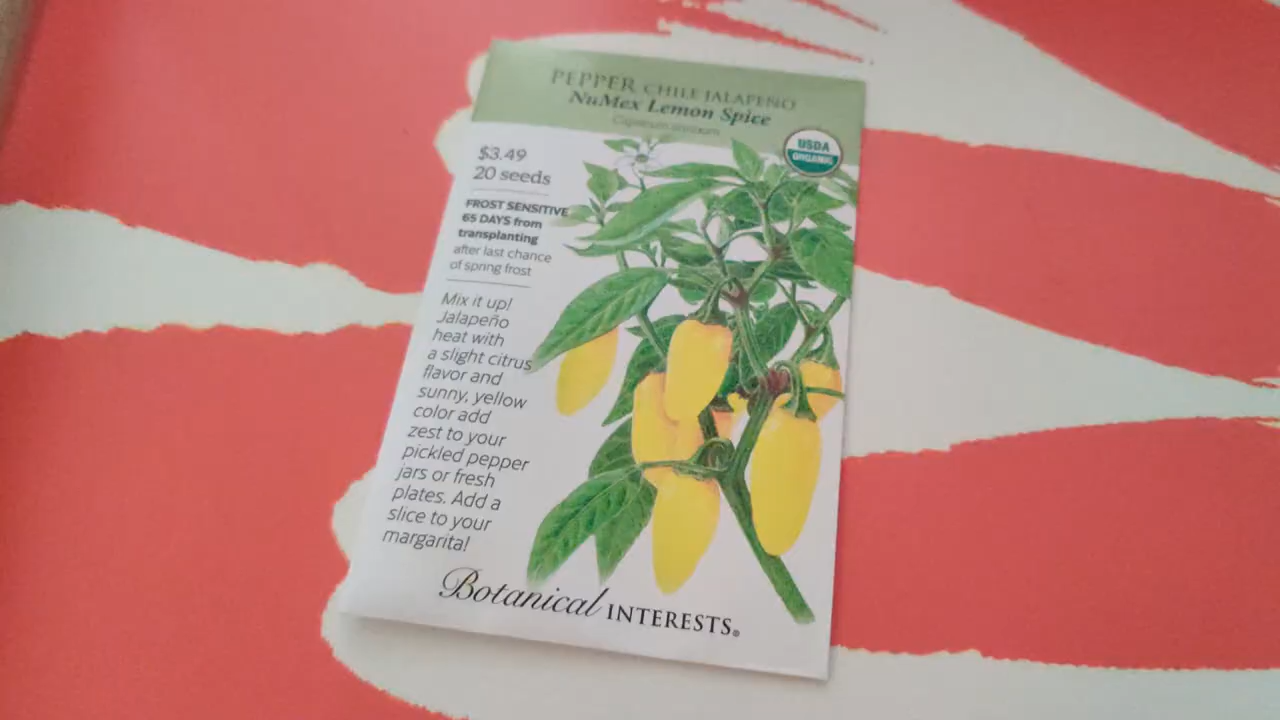 PEPPER CHILE JALAPEÑO
NuMex Lemon Spice
Capsicum annuum
USDA
ORGANIC
$3.49
20 seeds
FROST SENSITIVE
65 DAYS from
transplanting
after last chance
of spring frost
Mix it up!
Jalapeño
heat with
a slight citrus
flavor and
sunny, yellow
color add
zest to your
pickled pepper
jars or fresh
plates. Add a
slice to your
margarita!
Botanical INTERESTS®